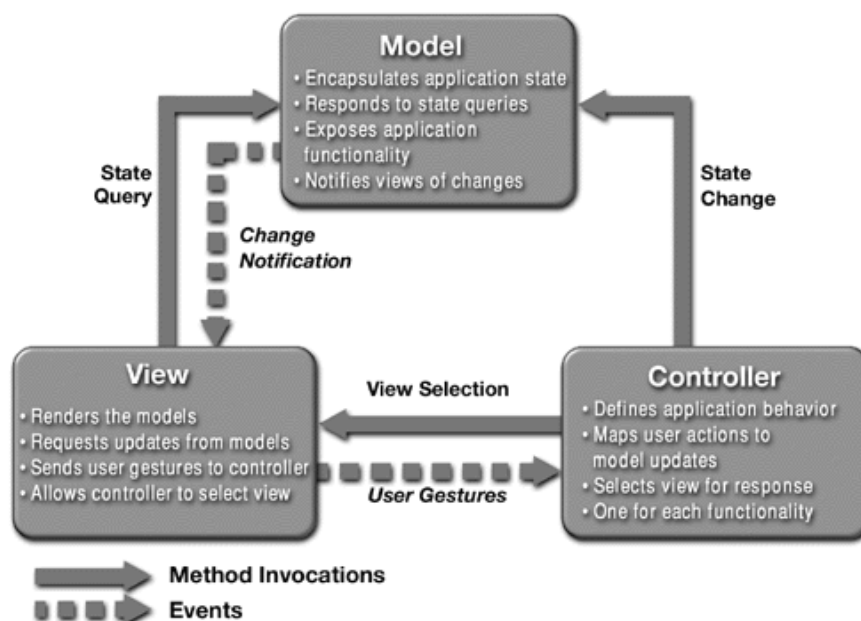 Model
• Encapsulates application state
• Responds to state queries
• Exposes application
functionality
• Notifies views of changes
State
Query
State
Change
Change
Notification
View
• Renders the models
• Requests updates from models
• Sends user gestures to controller
• Allows controller to select view
View Selection
User Gestures
Controller
• Defines application behavior
• Maps user actions to
model updates
• Selects view for response
• One for each functionality
Method Invocations
Events